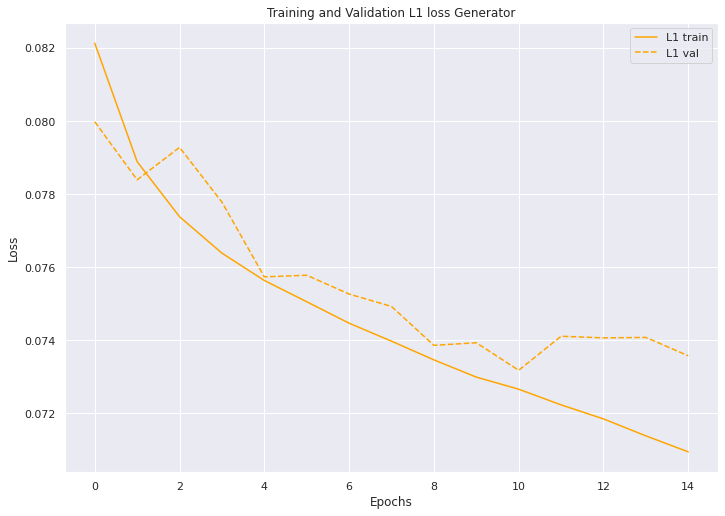 Training and Validation L1 loss Generator
L1 train
L1 val
0.082
0.080
0.078
0.076
0.074
0.072
Loss
0
2
4
6
8
10
12
14
Epochs